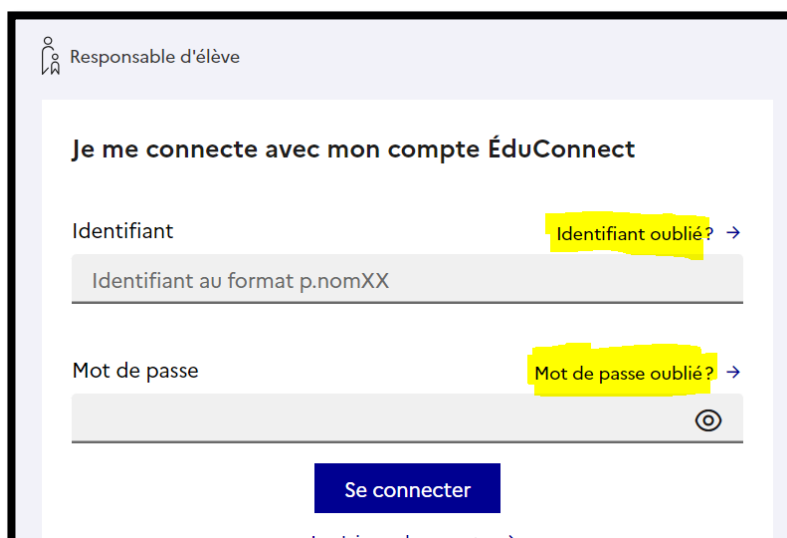 Responsable d'élève
Je me connecte avec mon compte ÉduConnect
Identifiant
Identifiant oublié? →
Identifiant au format p.nomXX
Mot de passe
Mot de passe oublié? →
Se connecter